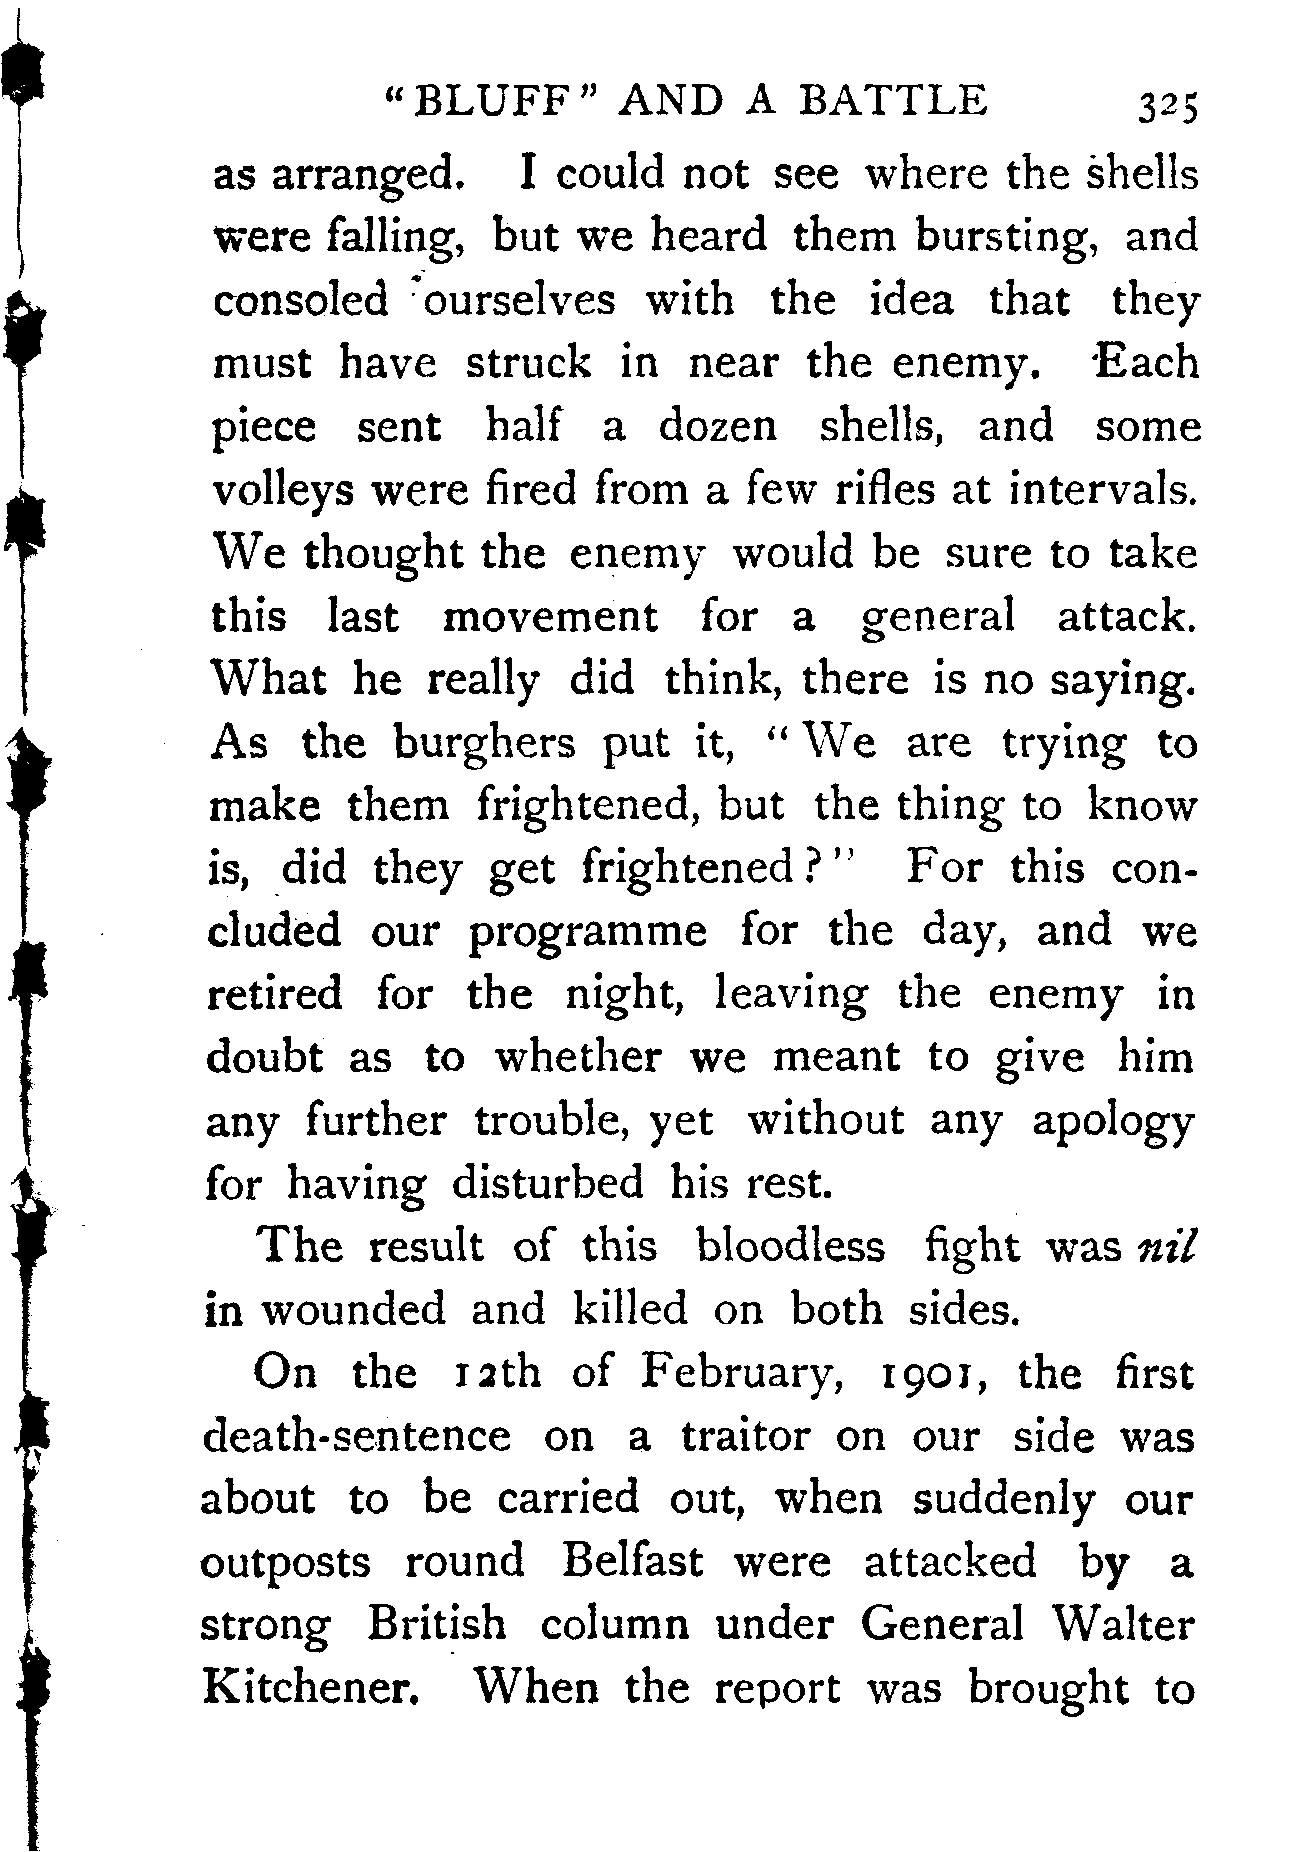 "BLUFF" AND A BATTLE 325
as arranged. I could not see where the shells
were falling, but we heard them bursting, and
consoled ourselves with the idea that they
must have struck in near the enemy. Each
piece sent half a dozen shells, and some
volleys were fired from a few rifles at intervals.
We thought the enemy would be sure to take
this last movement for a general attack.
What he really did think, there is no saying.
As the burghers put it, "We are trying to
make them frightened, but the thing to know
is, did they get frightened?" For this con-
cluded our programme for the day, and we
retired for the night, leaving the enemy in
doubt as to whether we meant to give him
any further trouble, yet without any apology
for having disturbed his rest.
The result of this bloodless fight was nil
in wounded and killed on both sides.
On the 12th of February, 1901, the first
death-sentence on a traitor on our side was
about to be carried out, when suddenly our
outposts round Belfast were attacked by a
strong British column under General Walter
Kitchener. When the report was brought to